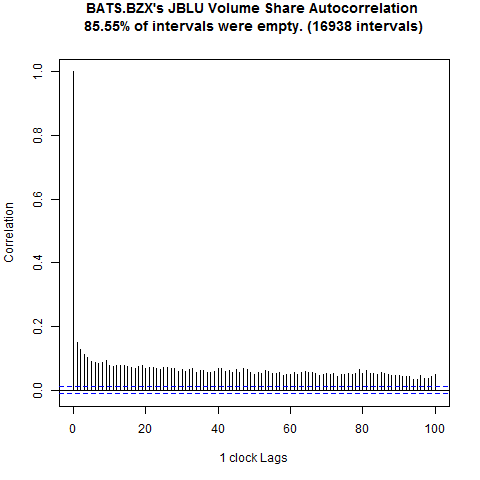 BATS.BZX's JBLU Volume Share Autocorrelation
85.55% of intervals were empty. (16938 intervals)
Correlation
1.0
0.8
0.6
0.4
0.2
0.0
0 20 40 60 80 100
1 clock Lags